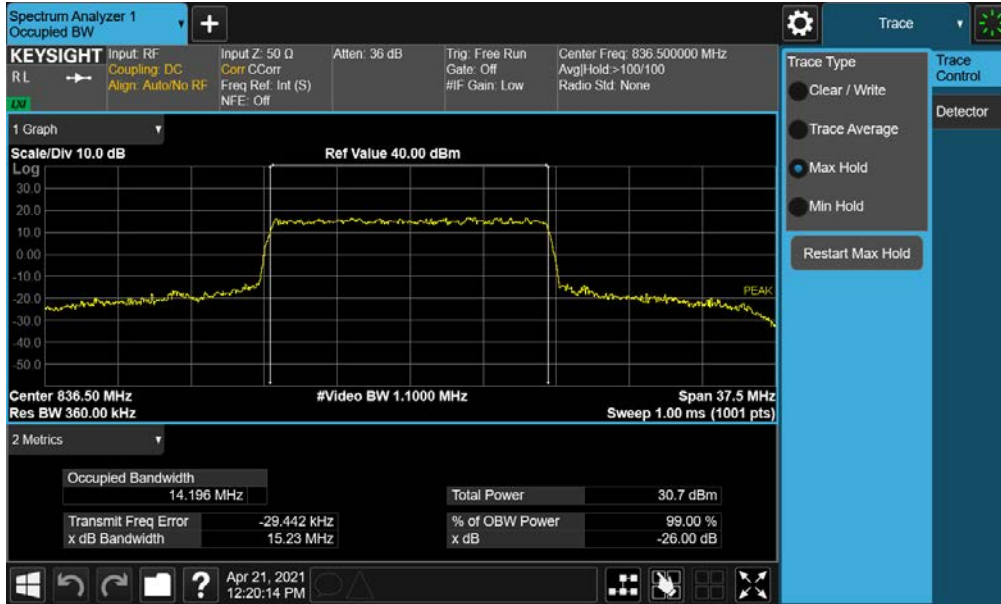 Spectrum Analyzer 1
Occupied BW
Trace
KEYSIGHT
RL
LXI
Input: RF
Coupling: DC
Align: Auto/No RF
Input Z: 50 Ω
Corr CCorr
Freq Ref: Int (S)
NFE: Off
Atten: 36 dB
Trig: Free Run
Gate: Off
#IF Gain: Low
Center Freq: 836.500000 MHz
Avg|Hold:>100/100
Radio Std: None
Trace Type
Clear / Write
Trace Average
Max Hold
Min Hold
Restart Max Hold
Trace
Control
Detector
1 Graph
Scale/Div 10.0 dB
Ref Value 40.00 dBm
Log
30.0
20.0
10.0
0.00
-10.0
-20.0
-30.0
-40.0
-50.0
PEAK
Center 836.50 MHz
#Video BW 1.1000 MHz
Span 37.5 MHz
Res BW 360.00 kHz
Sweep 1.00 ms (1001 pts)
2 Metrics
Occupied Bandwidth
14.196 MHz
Total Power 30.7 dBm
Transmit Freq Error -29.442 kHz
% of OBW Power 99.00 %
x dB Bandwidth 15.23 MHz
x dB -26.00 dB
Apr 21, 2021
12:20:14 PM